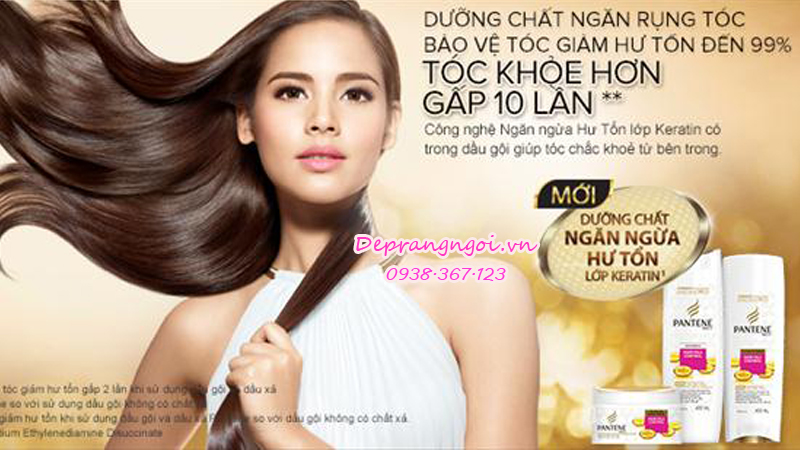 DƯỠNG CHẤT NGĂN RỤNG TÓC
BẢO VỆ TÓC GIẢM HƯ TỔN ĐẾN 99%
TÓC KHỎE HƠN
GẤP 10 LẦN **
Công nghệ Ngăn ngừa Hư Tổn lớp Keratin có
trong dầu gội giúp tóc chắc khoẻ từ bên trong.
MỚI
DƯỠNG CHẤT
NGĂN NGỪA
HƯ TỔN
LỚP KERATIN¹
Deprangngoi.vn
0938·367·123
PANTENE
PANTENE
PANTENE
tóc giảm hư tổn gấp 2 lần khi sử dụng dầu gội và dầu xả
so với sử dụng dầu gội không có chất
giảm hư tổn khi sử dụng dầu gội và dầu xả so với dầu gội không có chất xả.
Ethylenediamine Disuccinate